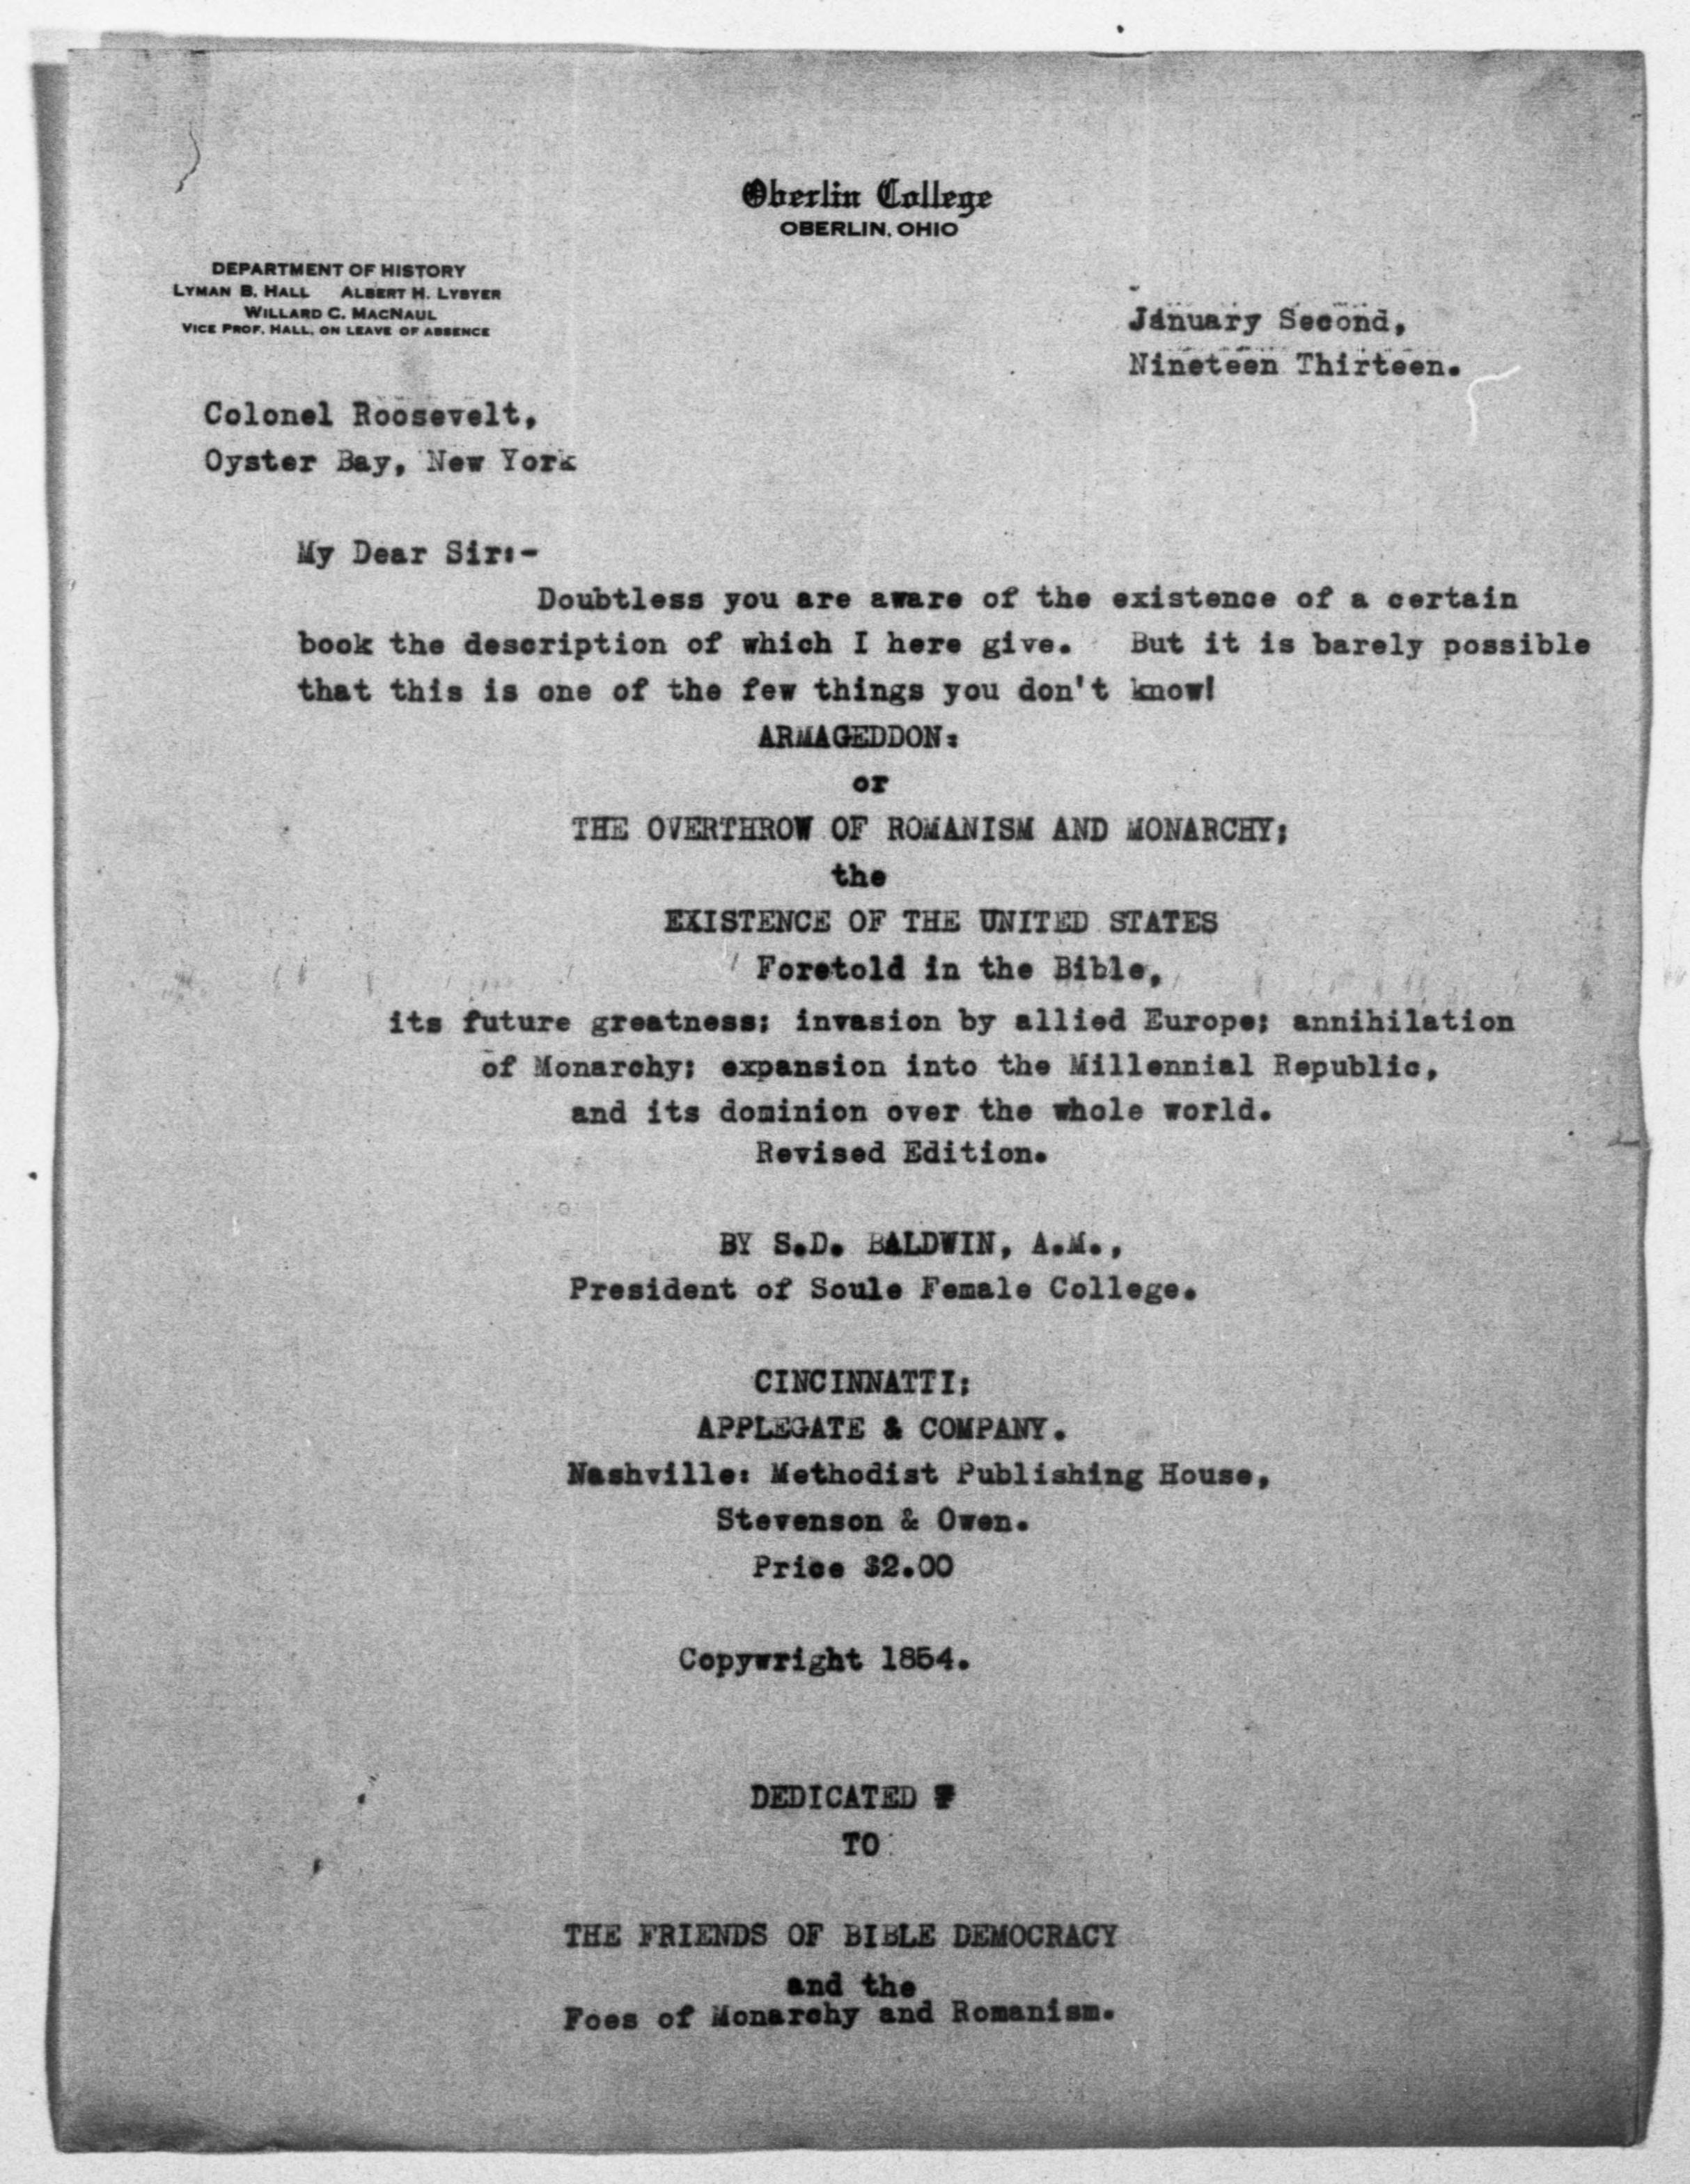 Oberlin College
OBERLIN, OHIO
DEPARTMENT OF HISTORY
LYMAN B. HALL ALBERT H. LYBYER
WILLARD C. MACNAUL
VICE PROF. HALL, ON LEAVE OF ABSENCE
January Second,
Nineteen Thirteen.
Colonel Roosevelt,
Oyster Bay, New York
My Dear Sir:-
Doubtless you are aware of the existence of a certain
book the description of which I here give. But it is barely possible
that this is one of the few things you don't know!
ARMAGEDDON:
or
THE OVERTHROW OF ROMANISM AND MONARCHY;
the
EXISTENCE OF THE UNITED STATES
Foretold in the Bible,
its future greatness; invasion by allied Europe; annihilation
of Monarchy; expansion into the Millennial Republic,
and its dominion over the whole world.
Revised Edition.
BY S.D. BALDWIN, A.M.,
President of Soule Female College.
CINCINNATTI:
APPLEGATE & COMPANY.
Nashville: Methodist Publishing House,
Stevenson & Owen.
Price $2.00
Copywright 1854.
DEDICATED
TO
THE FRIENDS OF BIBLE DEMOCRACY
and the
Foes of Monarchy and Romanism.